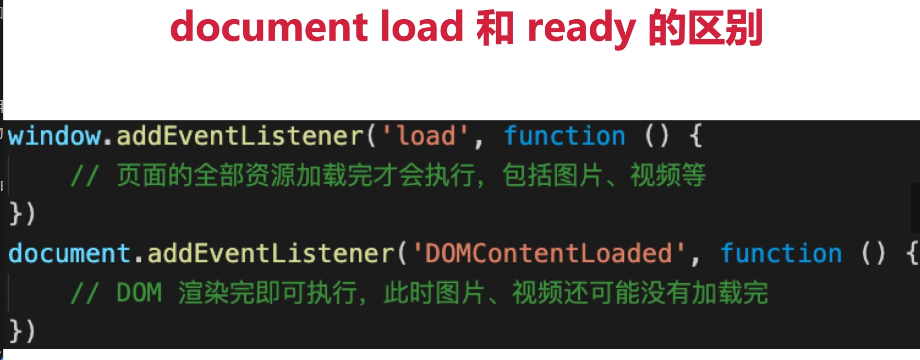 document load 和 ready 的区别
window.addEventListener('load', function () {
// 页面的全部资源加载完才会执行，包括图片、视频等
})
document.addEventListener('DOMContentLoaded', function () {
// DOM 渲染完即可执行，此时图片、视频还可能没有加载完
})